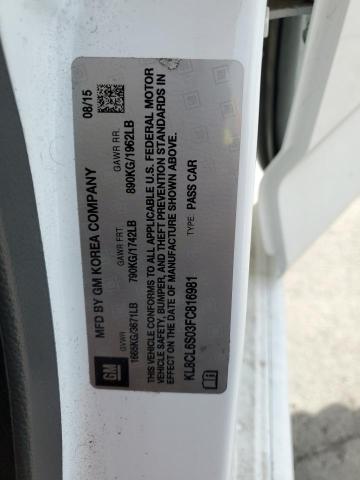 GM
MFD BY GM KOREA COMPANY
08/15
GVWR
GAWR FRT.
GAWR RR.
1665KG/3671LB
790KG/1742LB
890KG/1962LB
THIS VEHICLE CONFORMS TO ALL APPLICABLE U.S. FEDERAL MOTOR
VEHICLE SAFETY, BUMPER, AND THEFT PREVENTION STANDARDS
IN EFFECT ON THE DATE OF MANUFACTURE SHOWN ABOVE.
KL8CL6S03FC816981
TYPE: PASS CAR